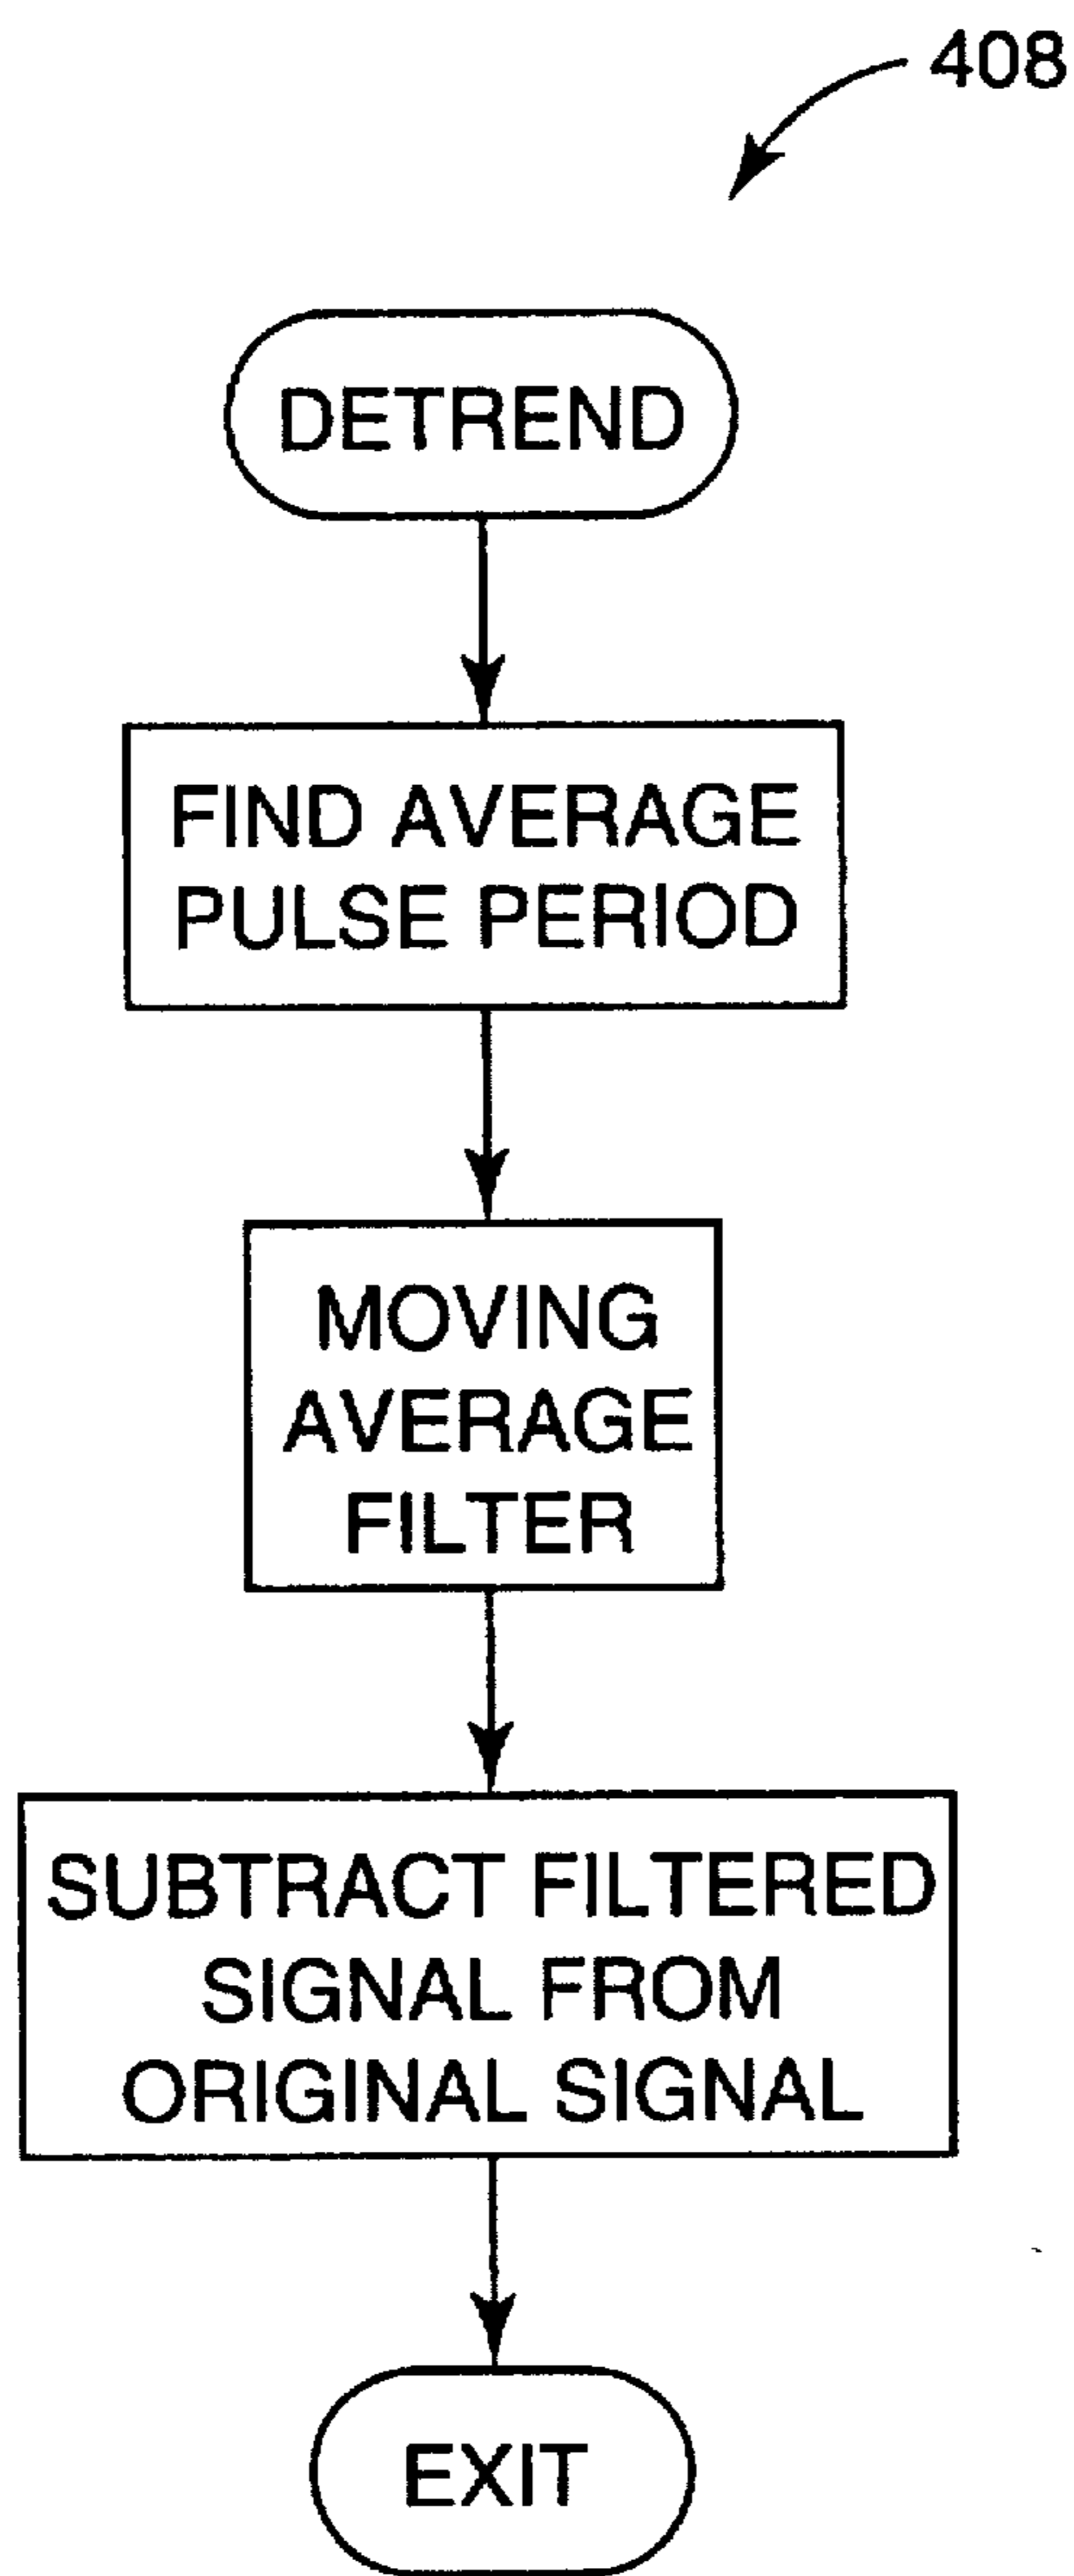 408
DETREND
FIND AVERAGE
PULSE PERIOD
MOVING
AVERAGE
FILTER
SUBTRACT FILTERED
SIGNAL FROM
ORIGINAL SIGNAL
EXIT